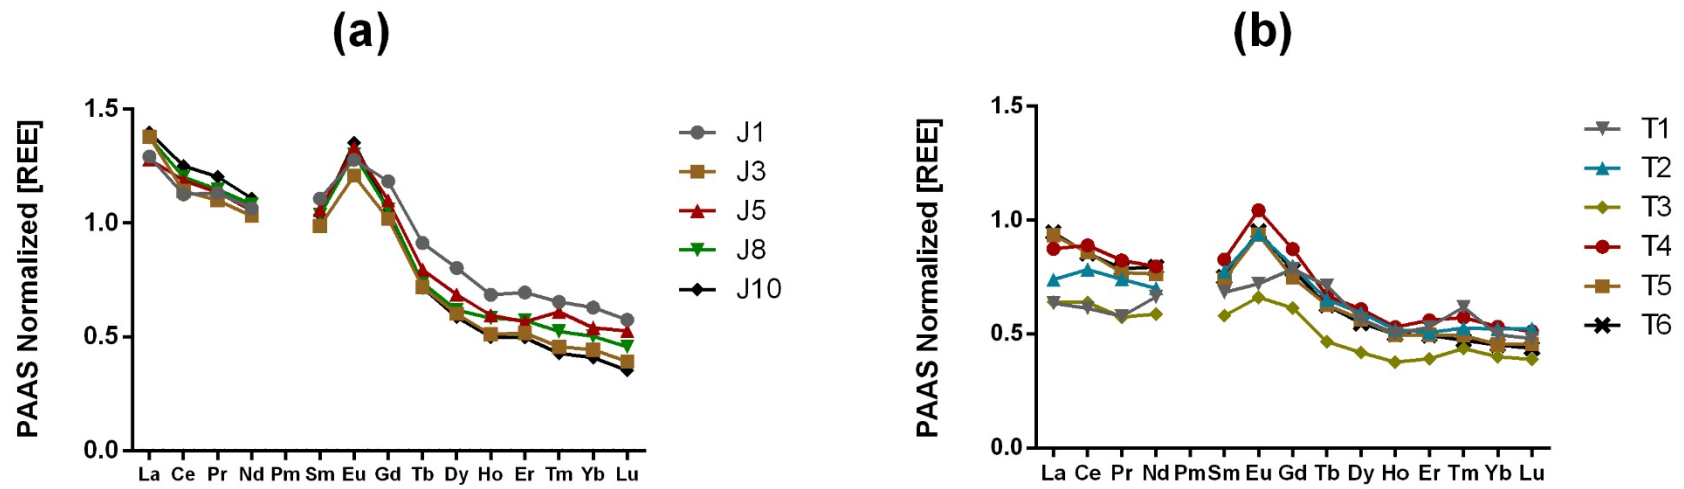 (a)
PAAS Normalized [REE]
1.5
1.0
0.5
0.0
La Ce Pr Nd Pm Sm Eu Gd Tb Dy Ho Er Tm Yb Lu
J1
J3
J5
J8
J10
(b)
PAAS Normalized [REE]
1.5
1.0
0.5
0.0
La Ce Pr Nd Pm Sm Eu Gd Tb Dy Ho Er Tm Yb Lu
T1
T2
T3
T4
T5
T6